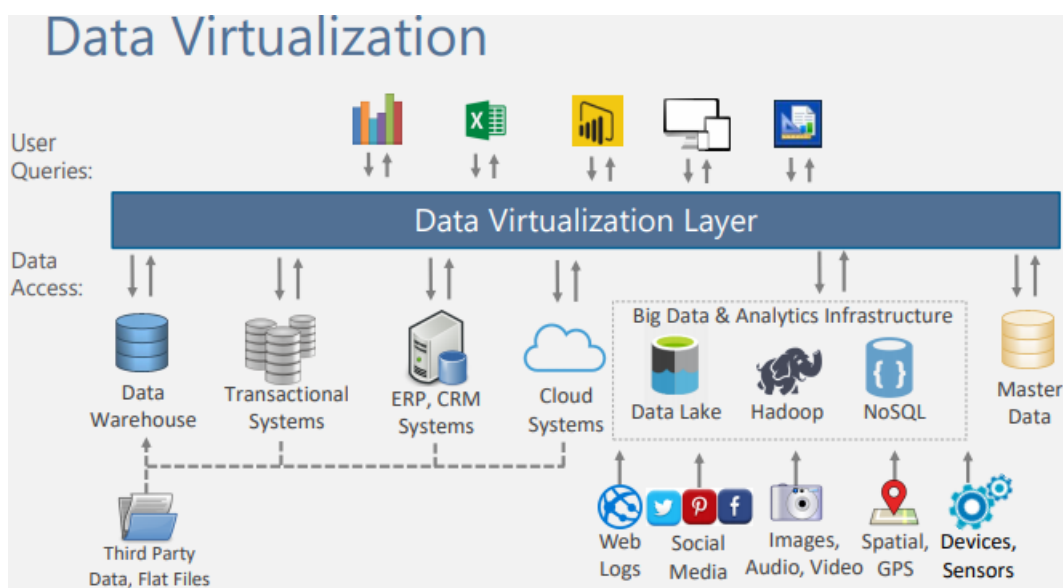 Data Virtualization
User
Queries:
Data Virtualization Layer
Data
Access:
Big Data & Analytics Infrastructure
Data
Warehouse
Transactional
Systems
ERP, CRM
Systems
Cloud
Systems
Data Lake
Hadoop
NoSQL
Master
Data
Third Party
Data, Flat Files
Web
Logs
Social
Media
Images,
Audio, Video
Spatial,
GPS
Devices,
Sensors